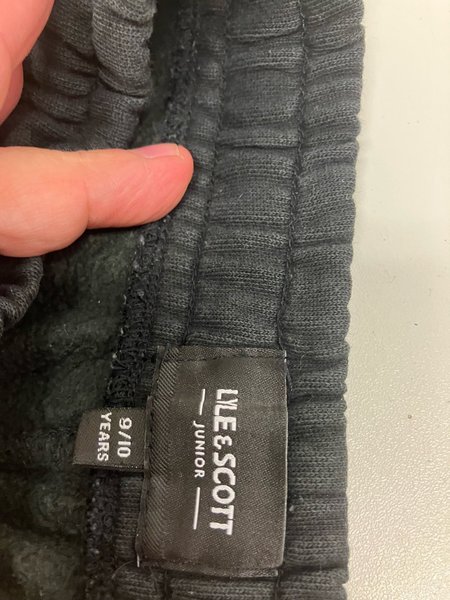 LYLE & SCOTT
JUNIOR
9/10
YEARS